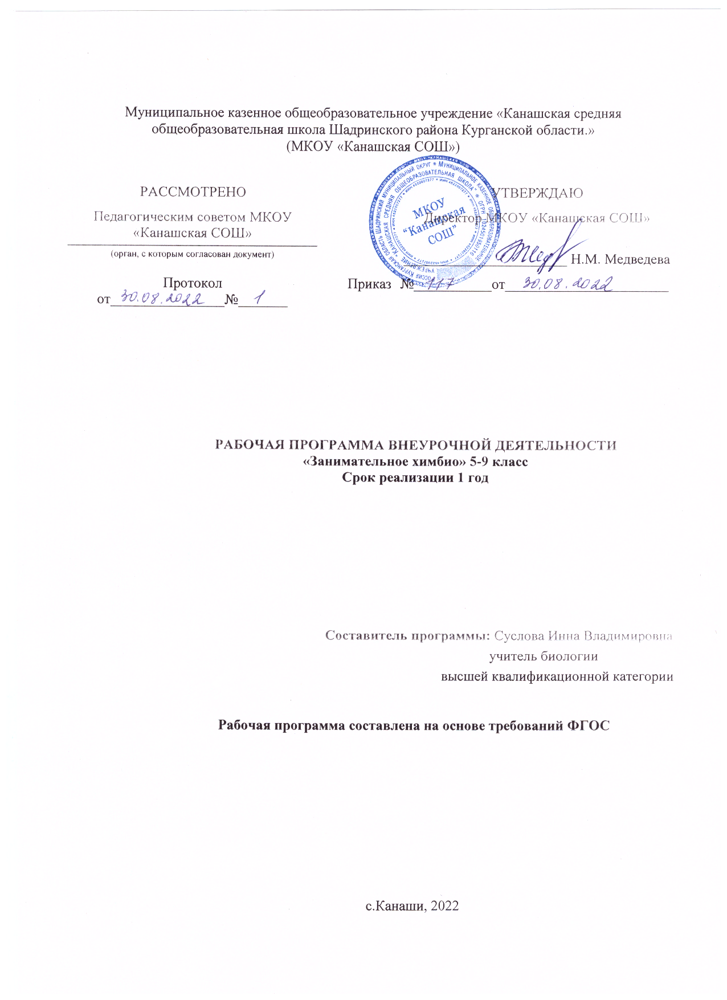 Муниципальное казенное общеобразовательное учреждение «Канашская средняя
общеобразовательная школа Шадринского района Курганской области.»
(МКОУ «Канашская СОШ»)
РАССМОТРЕНО
Педагогическим советом МКОУ
«Канашская СОШ»
(орган, с которым согласован документ)
Протокол
от 30.08.2022 № 1
УТВЕРЖДАЮ
Директор МКОУ «Канашская СОШ»
Н.М. Медведева
Приказ № 117 от 30.08.2022
МКОУ
“Канашская
СОШ”
РАБОЧАЯ ПРОГРАММА ВНЕУРОЧНОЙ ДЕЯТЕЛЬНОСТИ
«Занимательное химбио» 5-9 класс
Срок реализации 1 год
Составитель программы: Суслова Инна Владимировна
учитель биологии
высшей квалификационной категории
Рабочая программа составлена на основе требований ФГОС
с.Канаши, 2022